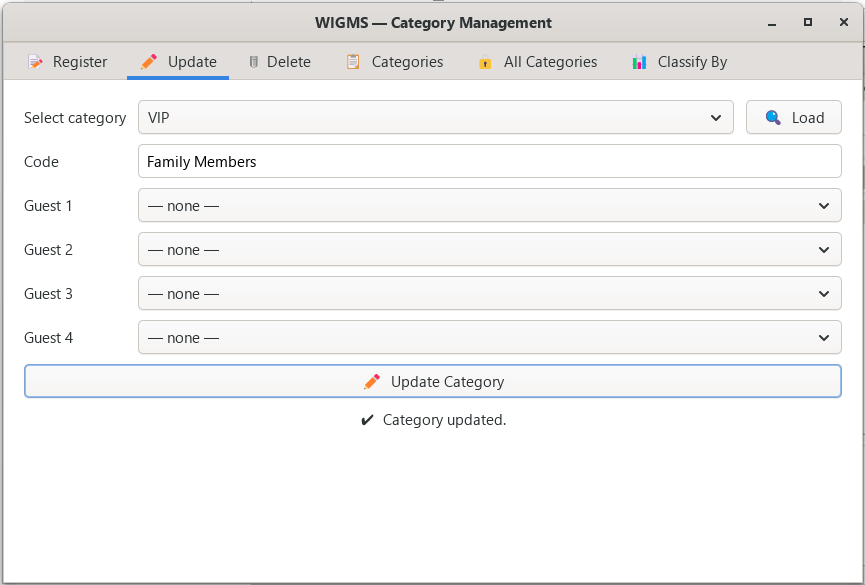 WIGMS — Category Management
Register Update Delete Categories All Categories Classify By
Select category VIP Load
Code Family Members
Guest 1 — none —
Guest 2 — none —
Guest 3 — none —
Guest 4 — none —
Update Category
✔ Category updated.